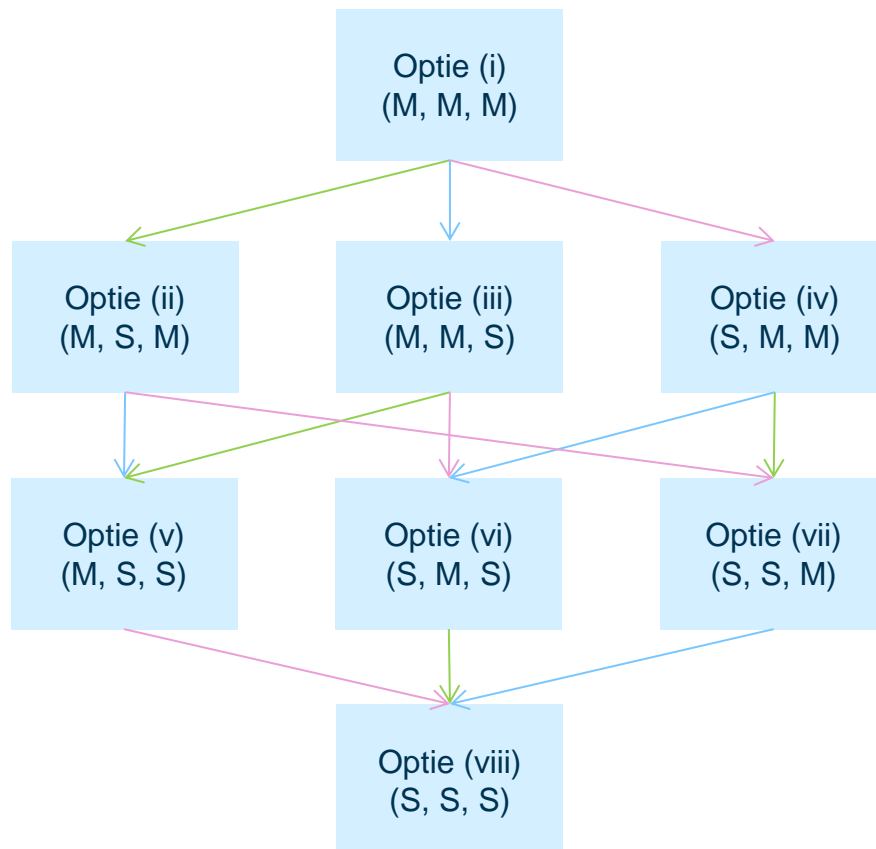 Optie (i)
(M, M, M)
Optie (ii)
(M, S, M)
Optie (iii)
(M, M, S)
Optie (iv)
(S, M, M)
Optie (v)
(M, S, S)
Optie (vi)
(S, M, S)
Optie (vii)
(S, S, M)
Optie (viii)
(S, S, S)